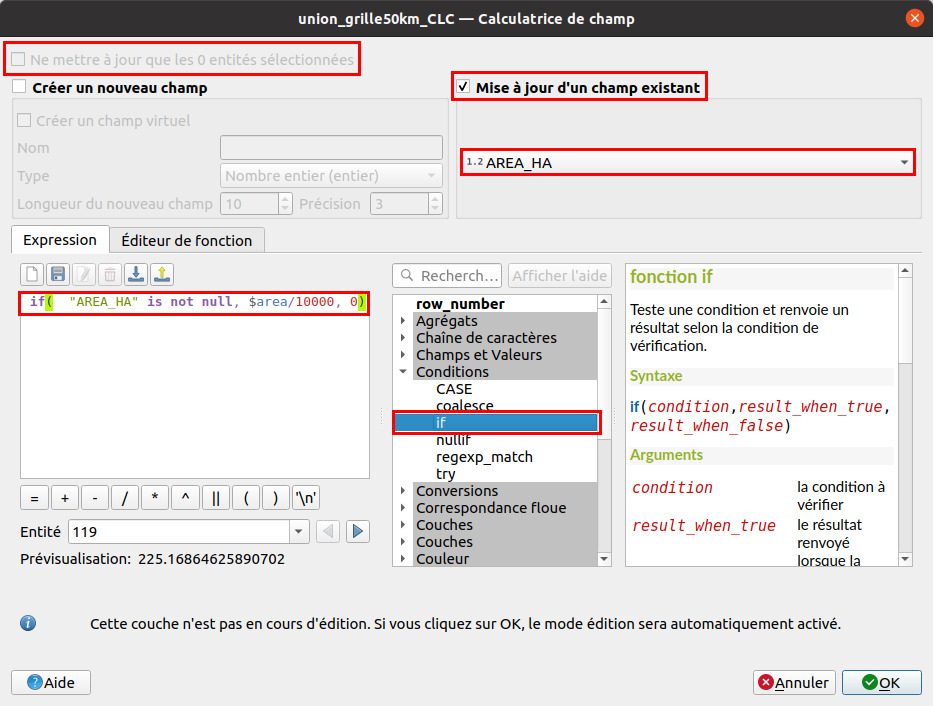 union_grille50km_CLC — Calculatrice de champ
Ne mettre à jour que les 0 entités sélectionnées
Créer un nouveau champ
Mise à jour d'un champ existant
Créer un champ virtuel
Nom
1.2 AREA_HA
Type
Nombre entier (entier)
Longueur du nouveau champ
10
Précision
3
Expression
Éditeur de fonction
Recherch...
Afficher l'aide
if( "AREA_HA" is not null, $area/10000, 0)
row_number
Agrégats
Chaîne de caractères
Champs et Valeurs
Conditions
CASE
coalesce
if
nullif
regexp_match
try
Conversions
Correspondance floue
Couches
Couches
Couleur
fonction if
Teste une condition et renvoie un
résultat selon la condition de
vérification.
Syntaxe
if(condition,result_when_true,
result_when_false)
Arguments
condition
la condition à
vérifier
result_when_true
le résultat
renvoyé
lorsque la
= + - / * ^ || ( ) '\n'
Entité 119
Prévisualisation: 225.16864625890702
Cette couche n'est pas en cours d'édition. Si vous cliquez sur OK, le mode édition sera automatiquement activé.
Aide
Annuler
OK